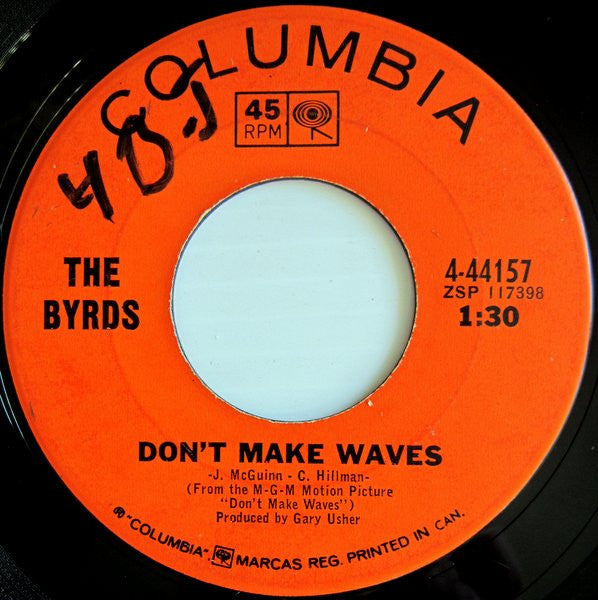 COLUMBIA
45
RPM
THE
BYRDS
4-44157
ZSP 117398
1:30
DON'T MAKE WAVES
-J. McGuinn - C. Hillman-
(From the M-G-M Motion Picture
"Don't Make Waves")
Produced by Gary Usher
"COLUMBIA", MARCAS REG. PRINTED IN CAN.